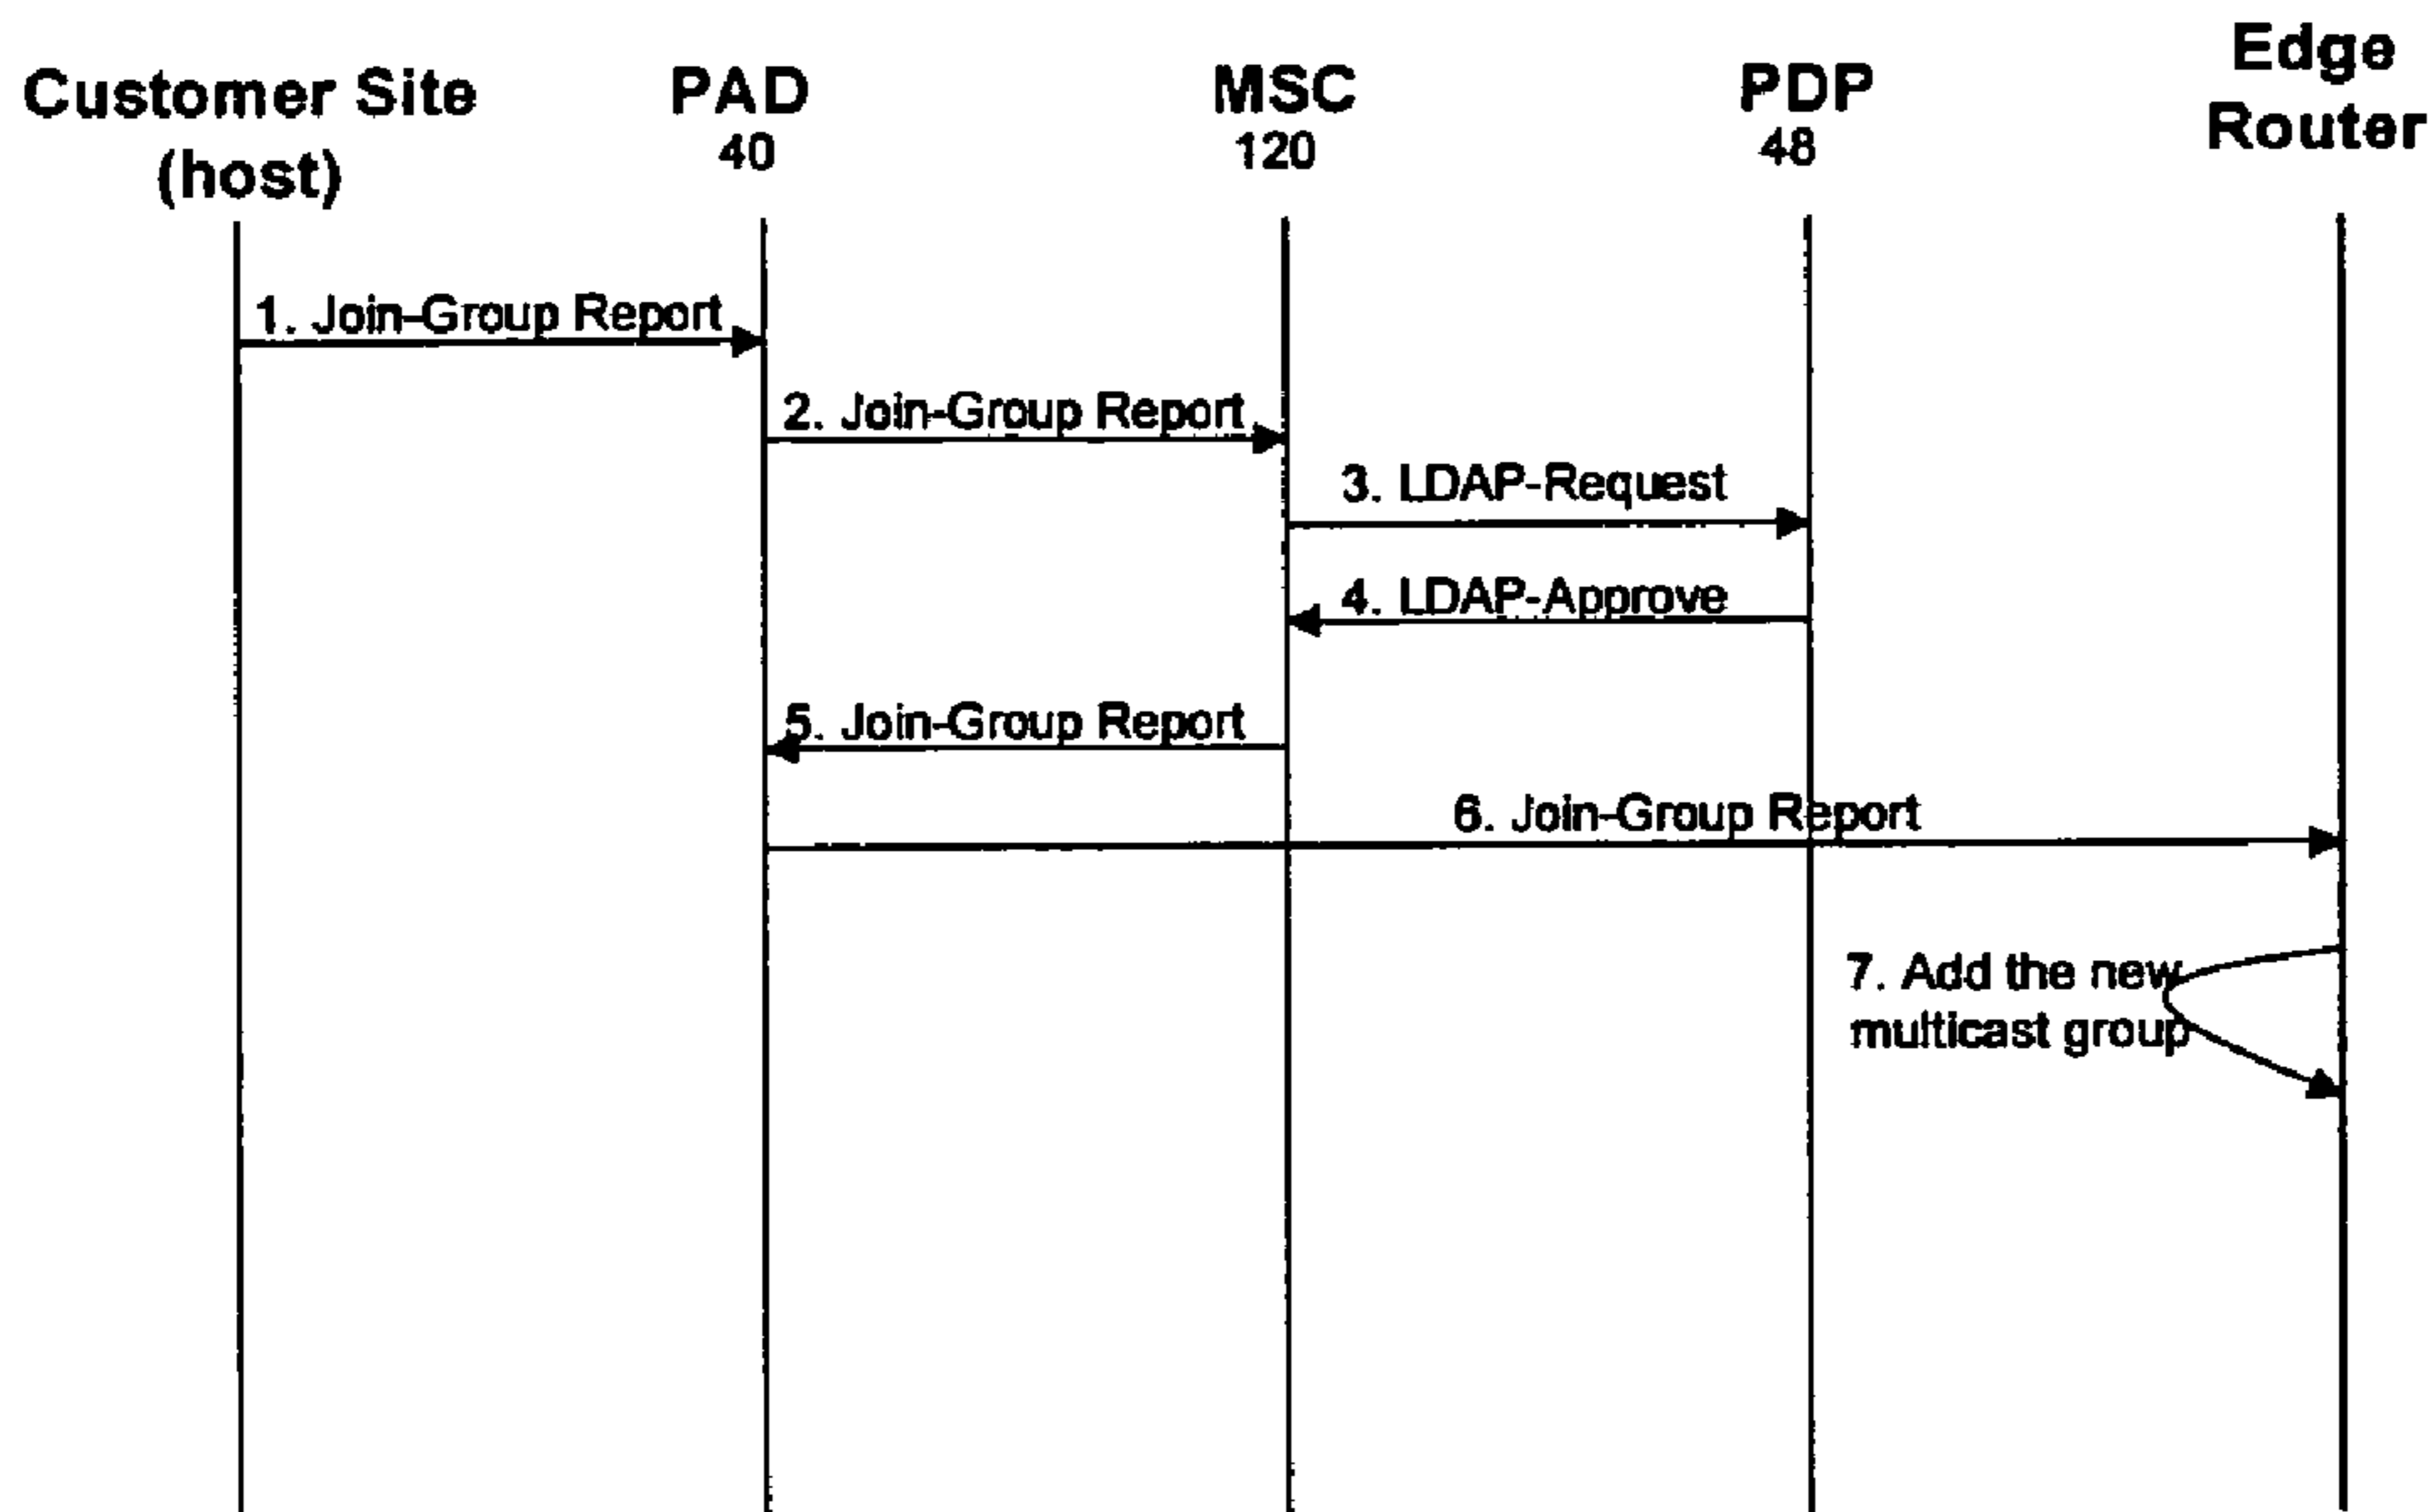 Customer Site
(host)
PAD
40
MSC
120
PDP
48
Edge
Router
1. Join-Group Report
2. Join-Group Report
3. LDAP-Request
4. LDAP-Approve
5. Join-Group Report
6. Join-Group Report
7. Add the new
multicast group